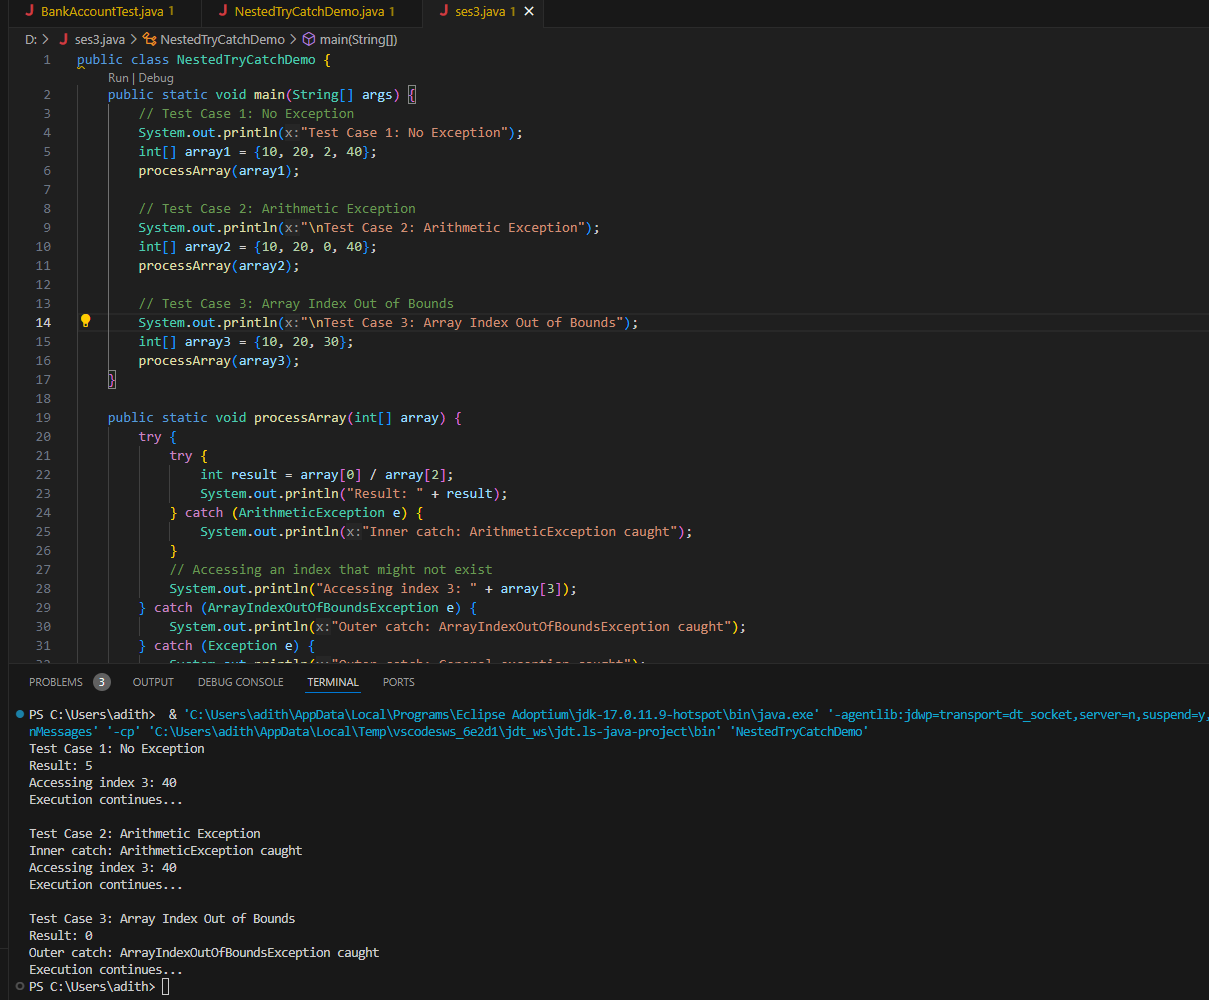 BankAccountTest.java 1 NestedTryCatchDemo.java 1 ses3.java 1
D: > ses3.java > NestedTryCatchDemo > main(String[])
1 public class NestedTryCatchDemo {
Run | Debug
2 public static void main(String[] args) {
3 // Test Case 1: No Exception
4 System.out.println(x:"Test Case 1: No Exception");
5 int[] array1 = {10, 20, 2, 40};
6 processArray(array1);
7
8 // Test Case 2: Arithmetic Exception
9 System.out.println(x:"\nTest Case 2: Arithmetic Exception");
10 int[] array2 = {10, 20, 0, 40};
11 processArray(array2);
12
13 // Test Case 3: Array Index Out of Bounds
14 System.out.println(x:"\nTest Case 3: Array Index Out of Bounds");
15 int[] array3 = {10, 20, 30};
16 processArray(array3);
17 }
18
19 public static void processArray(int[] array) {
20 try {
21 try {
22 int result = array[0] / array[2];
23 System.out.println("Result: " + result);
24 } catch (ArithmeticException e) {
25 System.out.println(x:"Inner catch: ArithmeticException caught");
26 }
27 // Accessing an index that might not exist
28 System.out.println("Accessing index 3: " + array[3]);
29 } catch (ArrayIndexOutOfBoundsException e) {
30 System.out.println(x:"Outer catch: ArrayIndexOutOfBoundsException caught");
31 } catch (Exception e) {
32 System.out.println(x:"Outer catch: General exception caught");
PROBLEMS 3 OUTPUT DEBUG CONSOLE TERMINAL PORTS
PS C:\Users\adith> & 'C:\Users\adith\AppData\Local\Programs\Eclipse Adoptium\jdk-17.0.11.9-hotspot\bin\java.exe' '-agentlib:jdwp=transport=dt_socket,server=n,suspend=y,
nMessages' '-cp' 'C:\Users\adith\AppData\Local\Temp\vscodesws_6e2d1\jdt_ws\jdt.ls-java-project\bin' 'NestedTryCatchDemo'
Test Case 1: No Exception
Result: 5
Accessing index 3: 40
Execution continues...
Test Case 2: Arithmetic Exception
Inner catch: ArithmeticException caught
Accessing index 3: 40
Execution continues...
Test Case 3: Array Index Out of Bounds
Result: 0
Outer catch: ArrayIndexOutOfBoundsException caught
Execution continues...
PS C:\Users\adith>